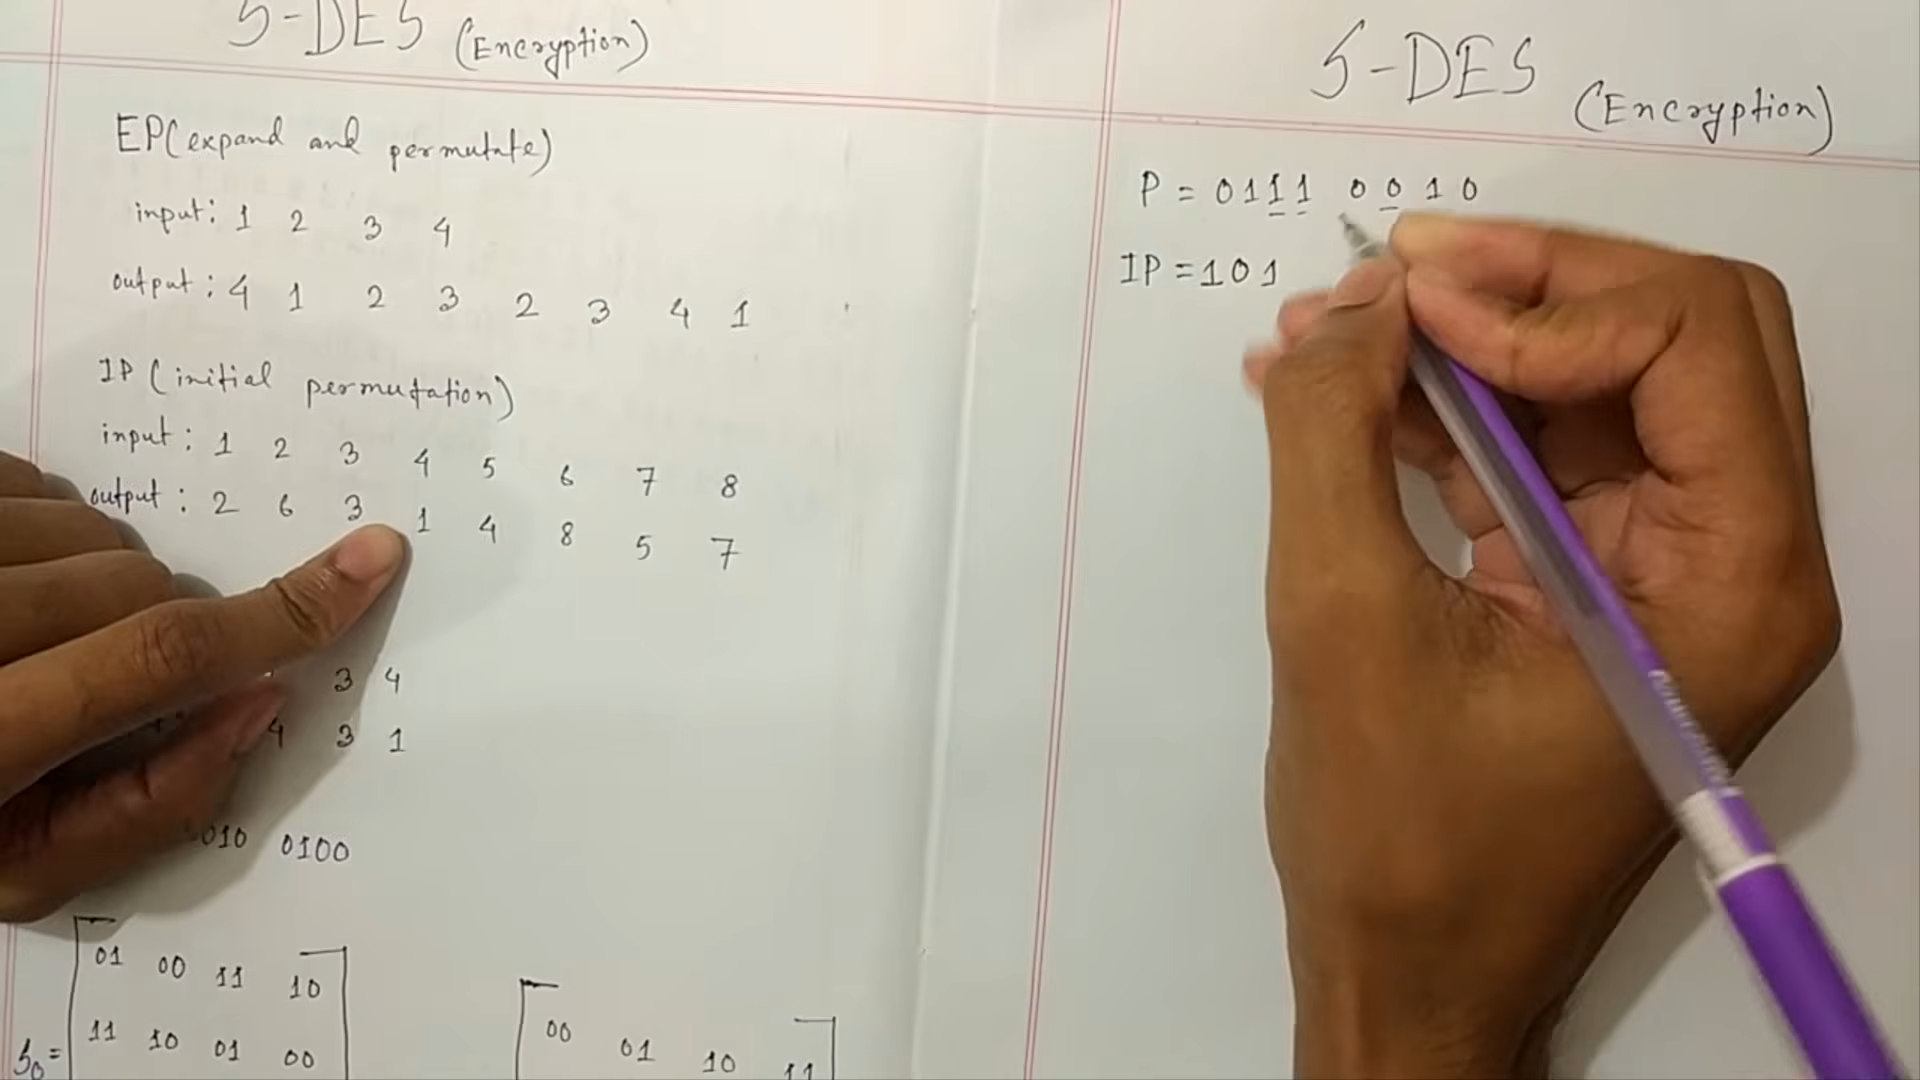 S-DES (Encryption)
EP(expand and permutate)
input: 1 2 3 4
output: 4 1 2 3 2 3 4 1
IP (initial permutation)
input: 1 2 3 4 5 6 7 8
output: 2 6 3 1 4 8 5 7
3 4
4 3 1
010 0100
01 00 11 10
S0= 11 10 01 00
00 01 10 11
S-DES (Encryption)
P = 0111 0010
IP = 101